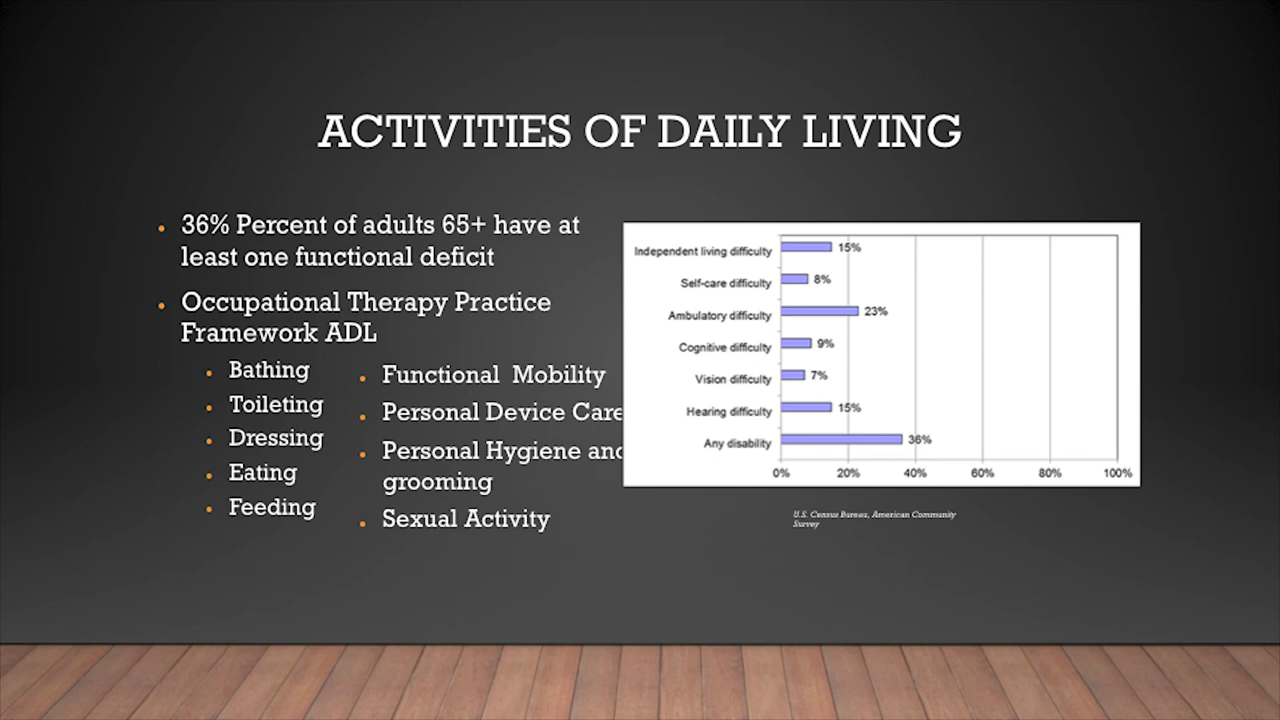 ACTIVITIES OF DAILY LIVING
36% Percent of adults 65+ have at
least one functional deficit
Occupational Therapy Practice
Framework ADL
Bathing
Toileting
Dressing
Eating
Feeding
Functional Mobility
Personal Device Care
Personal Hygiene and
grooming
Sexual Activity
Independent living difficulty 15%
Self-care difficulty 8%
Ambulatory difficulty 23%
Cognitive difficulty 9%
Vision difficulty 7%
Hearing difficulty 15%
Any disability 36%
0% 20% 40% 60% 80% 100%
U.S. Census Bureau, American Community
Survey